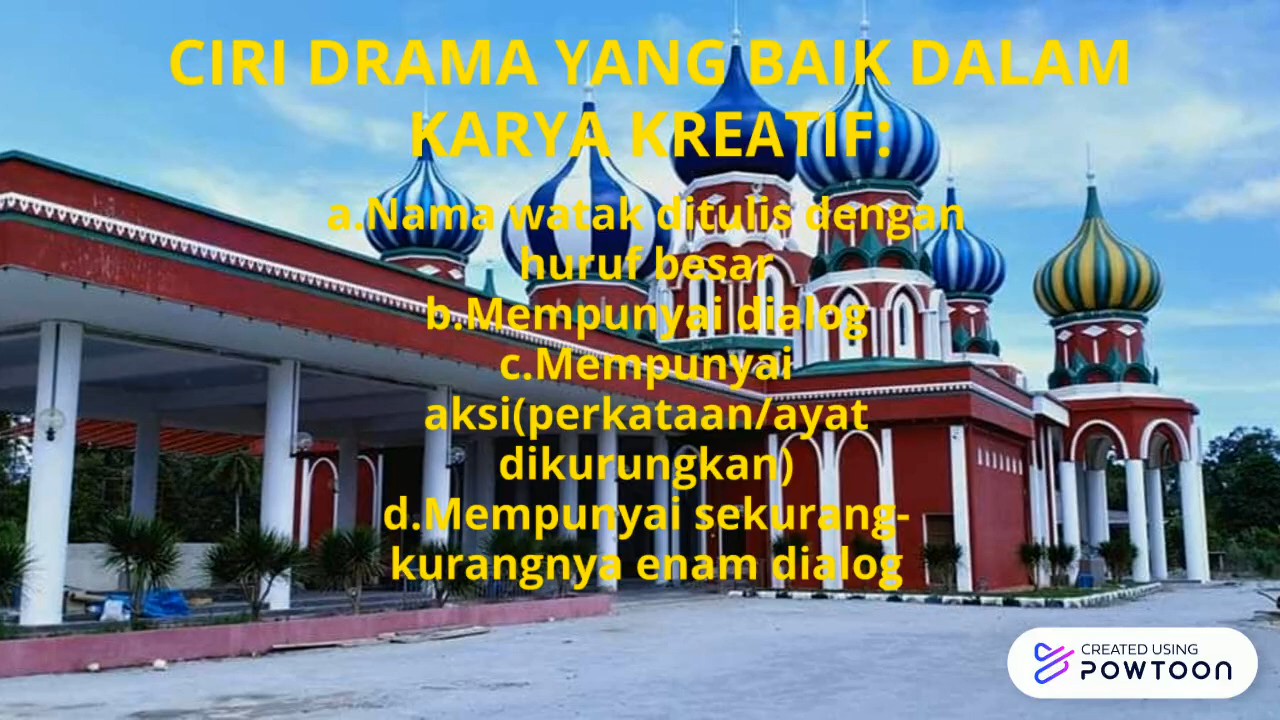 CIRI DRAMA YANG BAIK DALAM
KARYA KREATIF:
a.Nama watak ditulis dengan
huruf besar
b.Mempunyai dialog
c.Mempunyai
aksi(perkataan/ayat
dikurungkan)
d.Mempunyai sekurang-
kurangnya enam dialog
CREATED USING
POWTOON